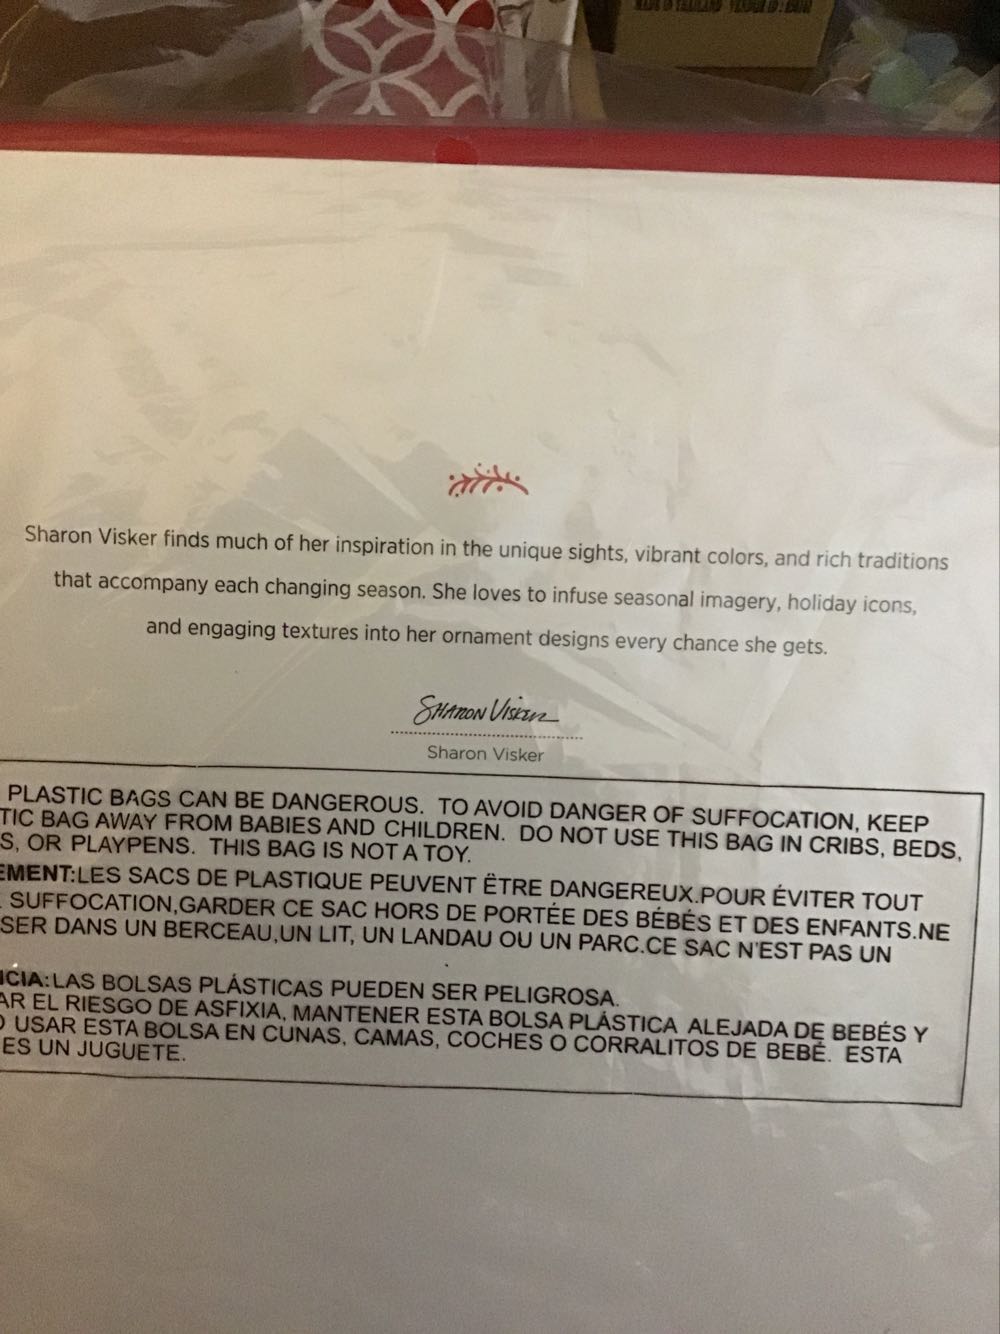 Sharon Visker finds much of her inspiration in the unique sights, vibrant colors, and rich traditions
that accompany each changing season. She loves to infuse seasonal imagery, holiday icons,
and engaging textures into her ornament designs every chance she gets.
SHARON VISKER
Sharon Visker
PLASTIC BAGS CAN BE DANGEROUS. TO AVOID DANGER OF SUFFOCATION, KEEP
TIC BAG AWAY FROM BABIES AND CHILDREN. DO NOT USE THIS BAG IN CRIBS, BEDS,
S, OR PLAYPENS. THIS BAG IS NOT A TOY.
EMENT:LES SACS DE PLASTIQUE PEUVENT ËTRE DANGEREUX.POUR ÉVITER TOUT
SUFFOCATION,GARDER CE SAC HORS DE PORTÉE DES BÉBÉS ET DES ENFANTS.NE
SER DANS UN BERCEAU,UN LIT, UN LANDAU OU UN PARC.CE SAC N'EST PAS UN
CIA:LAS BOLSAS PLÁSTICAS PUEDEN SER PELIGROSA.
AR EL RIESGO DE ASFIXIA, MANTENER ESTA BOLSA PLÁSTICA ALEJADA DE BEBÉS Y
O USAR ESTA BOLSA EN CUNAS, CAMAS, COCHES O CORRALITOS DE BEBÉ. ESTA
ES UN JUGUETE.